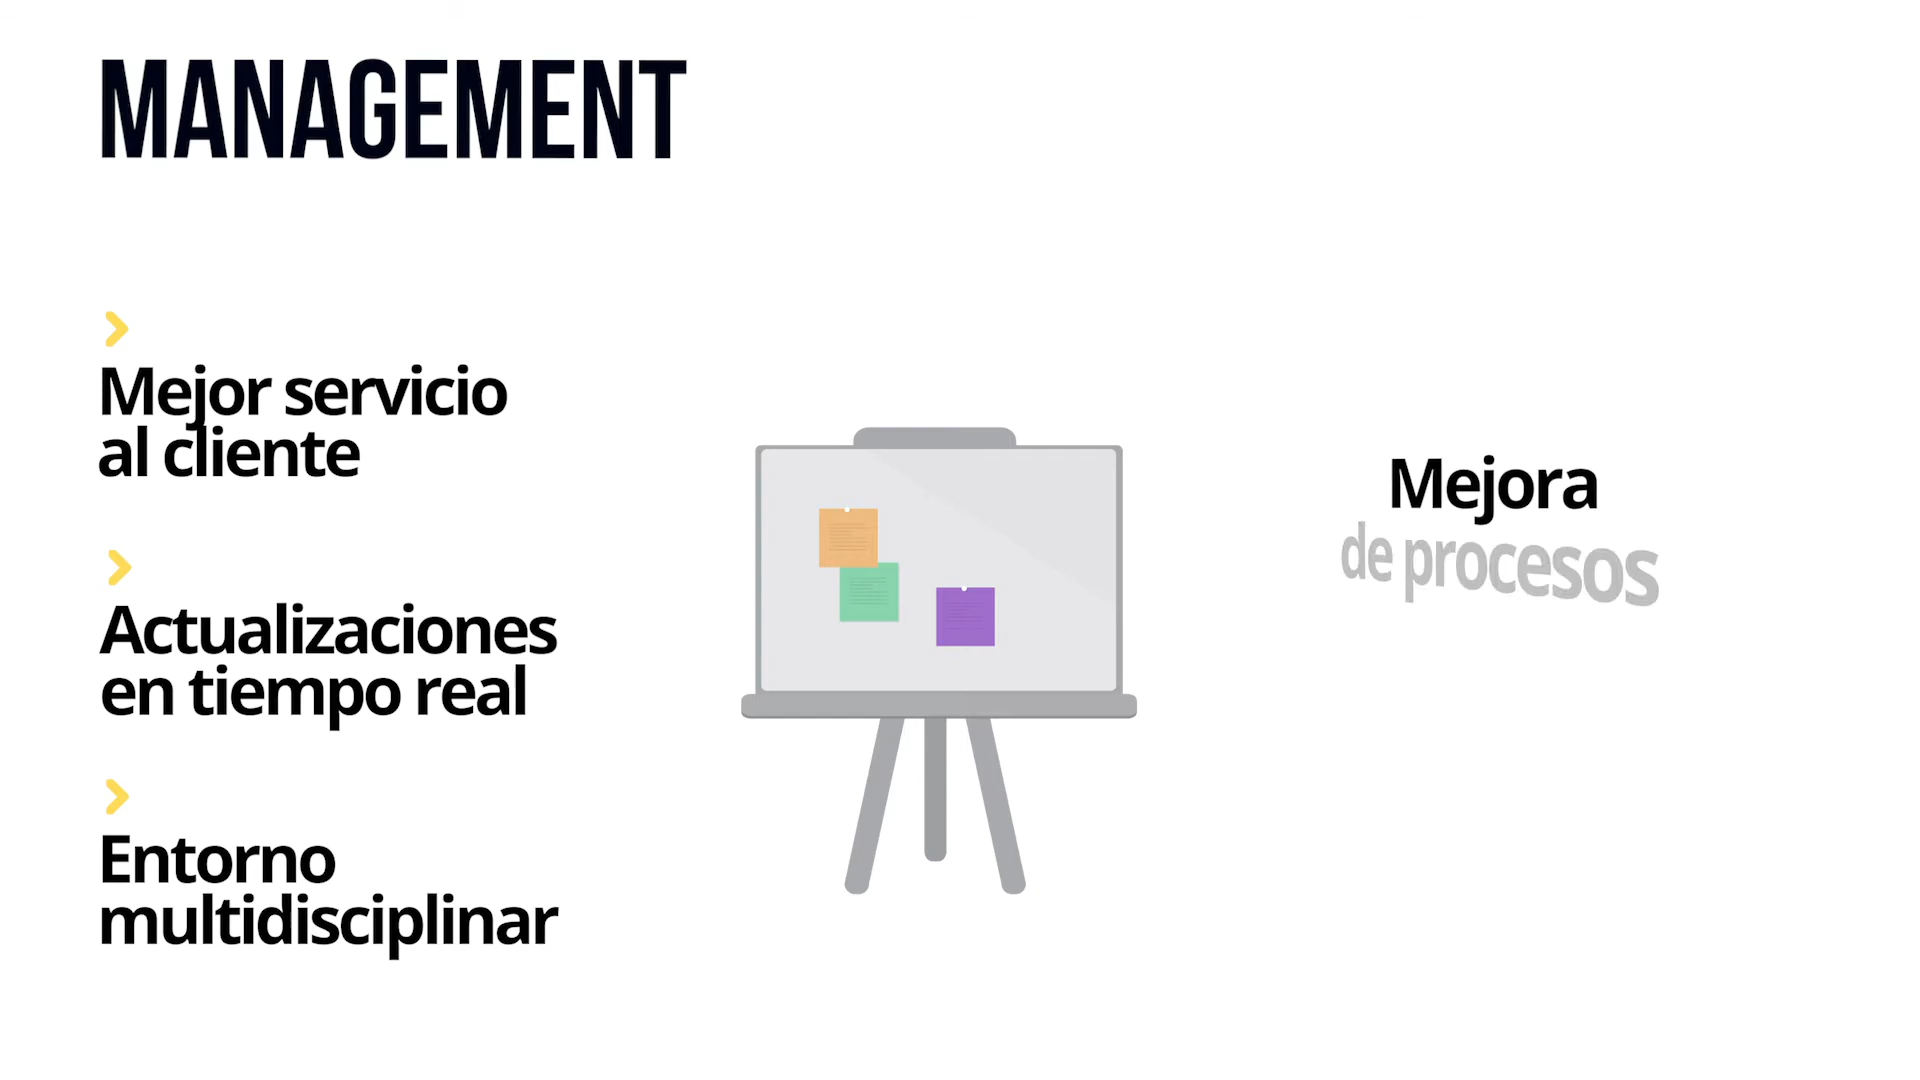 MANAGEMENT
Mejor servicio
al cliente
Actualizaciones
en tiempo real
Entorno
multidisciplinar
Mejora
de procesos